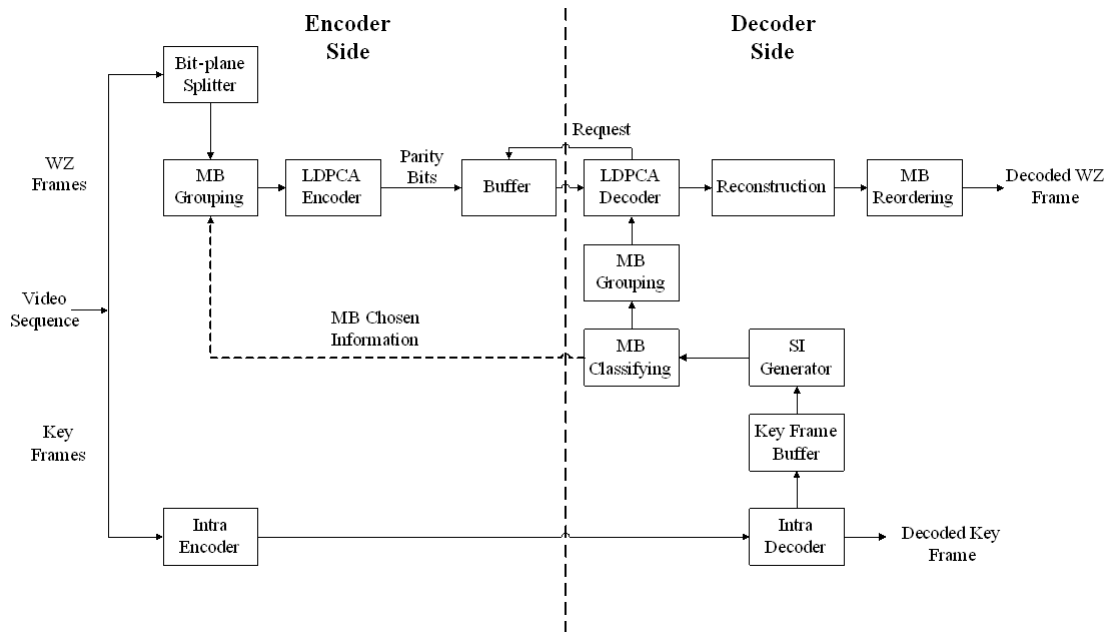 Encoder
Side
Decoder
Side
Bit-plane
Splitter
WZ
Frames
MB
Grouping
LDPCA
Encoder
Parity
Bits
Buffer
Request
LDPCA
Decoder
Reconstruction
MB
Reordering
Decoded WZ
Frame
MB
Grouping
Video
Sequence
MB Chosen
Information
MB
Classifying
SI
Generator
Key
Frames
Key Frame
Buffer
Intra
Encoder
Intra
Decoder
Decoded Key
Frame